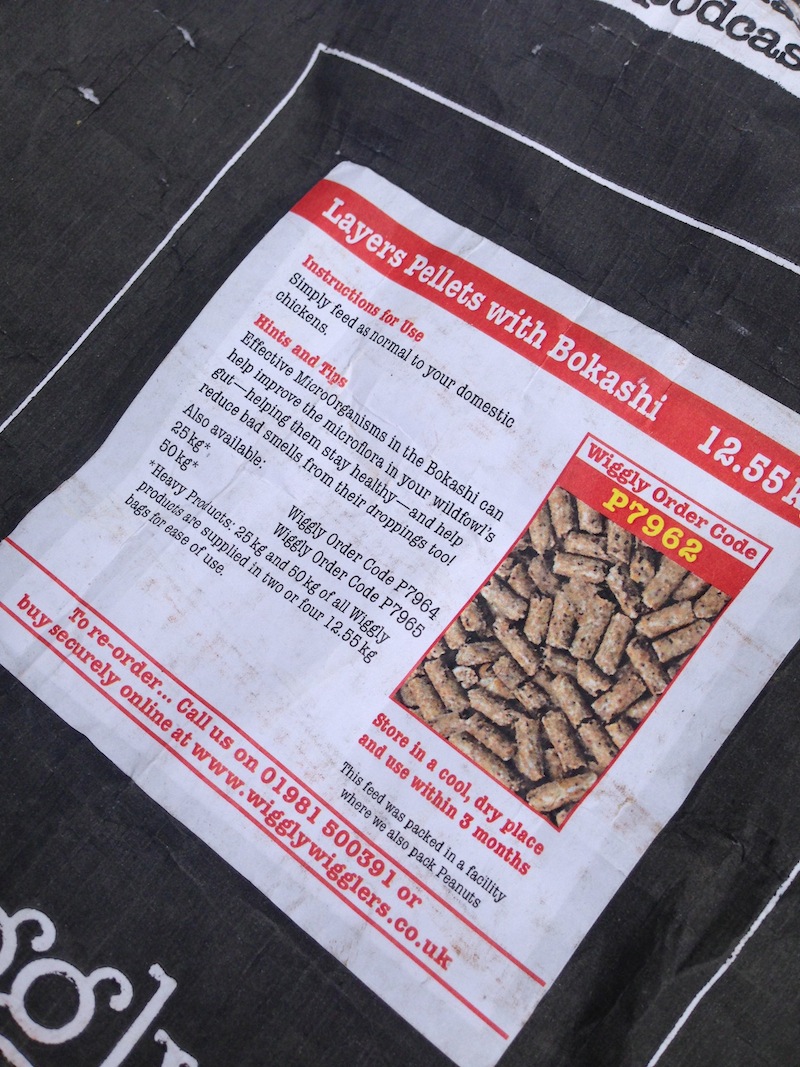 Layers Pellets with Bokashi
Instructions for Use
Simply feed as normal to your domestic
chickens.
Hints and Tips
Effective MicroOrganisms in the Bokashi can
help improve the microflora in your wildfowl's
gut—helping them stay healthy—and help
reduce bad smells from their droppings too!
Also available:
25kg* Wiggly Order Code P7964
50kg* Wiggly Order Code P7965
*Heavy Products: 25kg and 50kg of all Wiggly
products are supplied in two or four 12.55kg
bags for ease of use.
Wiggly Order Code
P7962
Store in a cool, dry place
and use within 3 months
This feed was packed in a facility
where we also pack Peanuts
To re-order... Call us on 01981 500391 or
buy securely online at www.wigglywigglers.co.uk